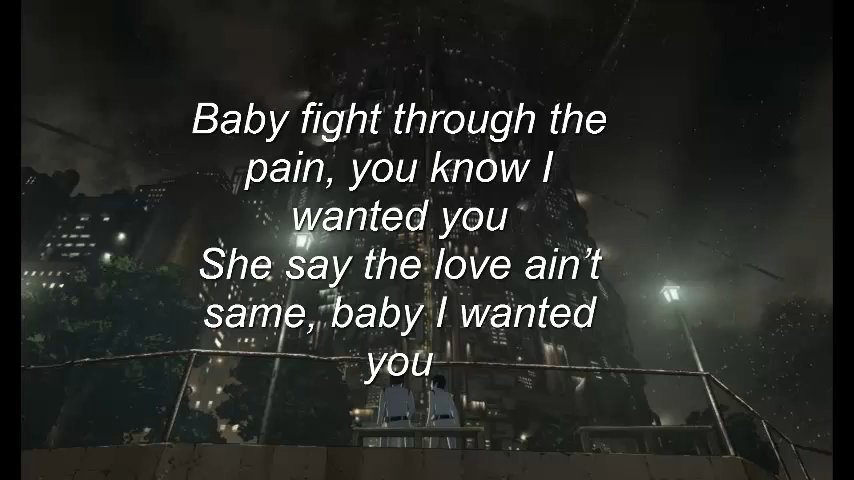 Baby fight through the
pain, you know I
wanted you
She say the love ain’t
same, baby I wanted
you